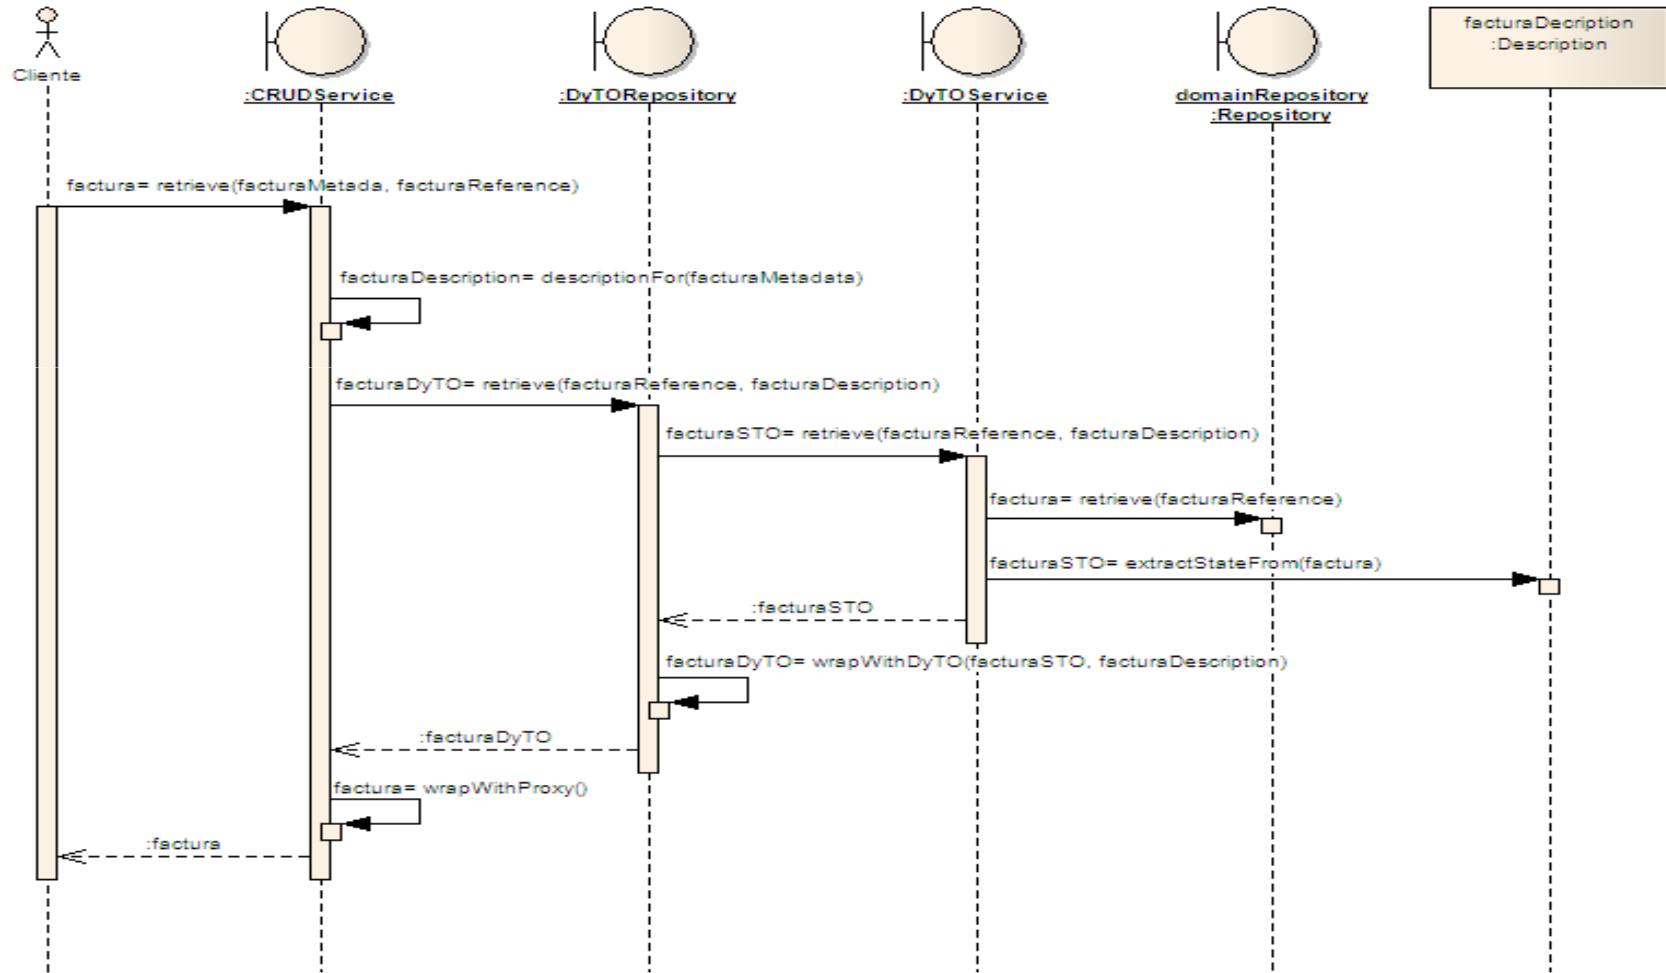 Cliente
:CRUDService
:DyTORepository
:DyTOService
domainRepository
:Repository
facturaDecription
:Description
factura= retrieve(facturaMetada, facturaReference)
facturaDescription= descriptionFor(facturaMetadata)
facturaDyTO= retrieve(facturaReference, facturaDescription)
facturaSTO= retrieve(facturaReference, facturaDescription)
factura= retrieve(facturaReference)
facturaSTO= extractStateFrom(factura)
:facturaSTO
facturaDyTO= wrapWithDyTO(facturaSTO, facturaDescription)
:facturaDyTO
factura= wrapWithProxy()
:factura